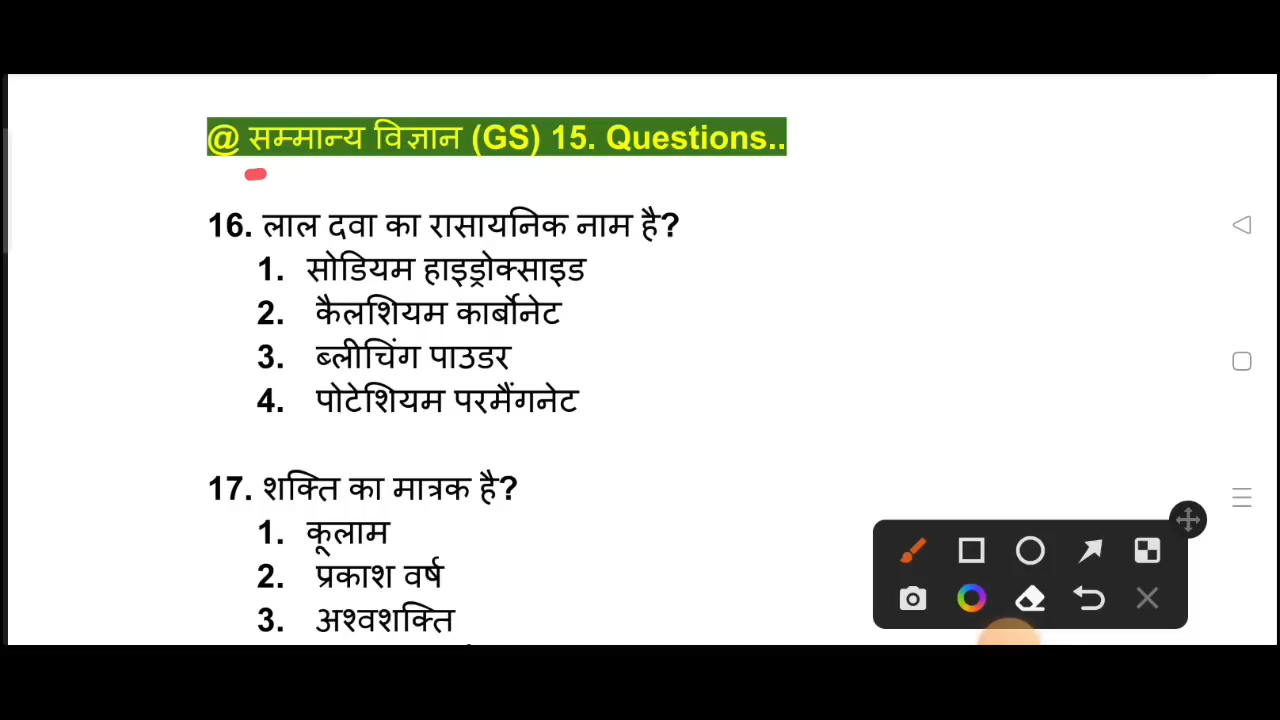 @ सम्मान्य विज्ञान (GS) 15. Questions..
16. लाल दवा का रासायनिक नाम है?
1. सोडियम हाइड्रोक्साइड
2. कैलशियम कार्बोनेट
3. ब्लीचिंग पाउडर
4. पोटेशियम परमैंगनेट
17. शक्ति का मात्रक है?
1. कूलाम
2. प्रकाश वर्ष
3. अश्वशक्ति